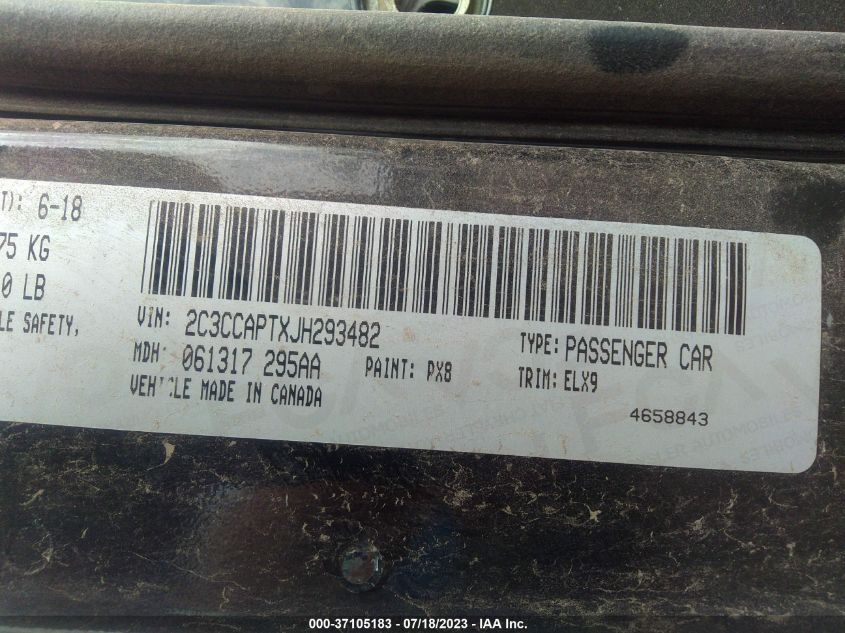 T): 6-18
75 KG
0 LB
LE SAFETY,
VIN: 2C3CCAPTXJH293482
TYPE: PASSENGER CAR
MDH: 061317 295AA
PAINT: PX8
TRIM: ELX9
VEHICLE MADE IN CANADA
4658843
000-37105183 - 07/18/2023 - IAA Inc.